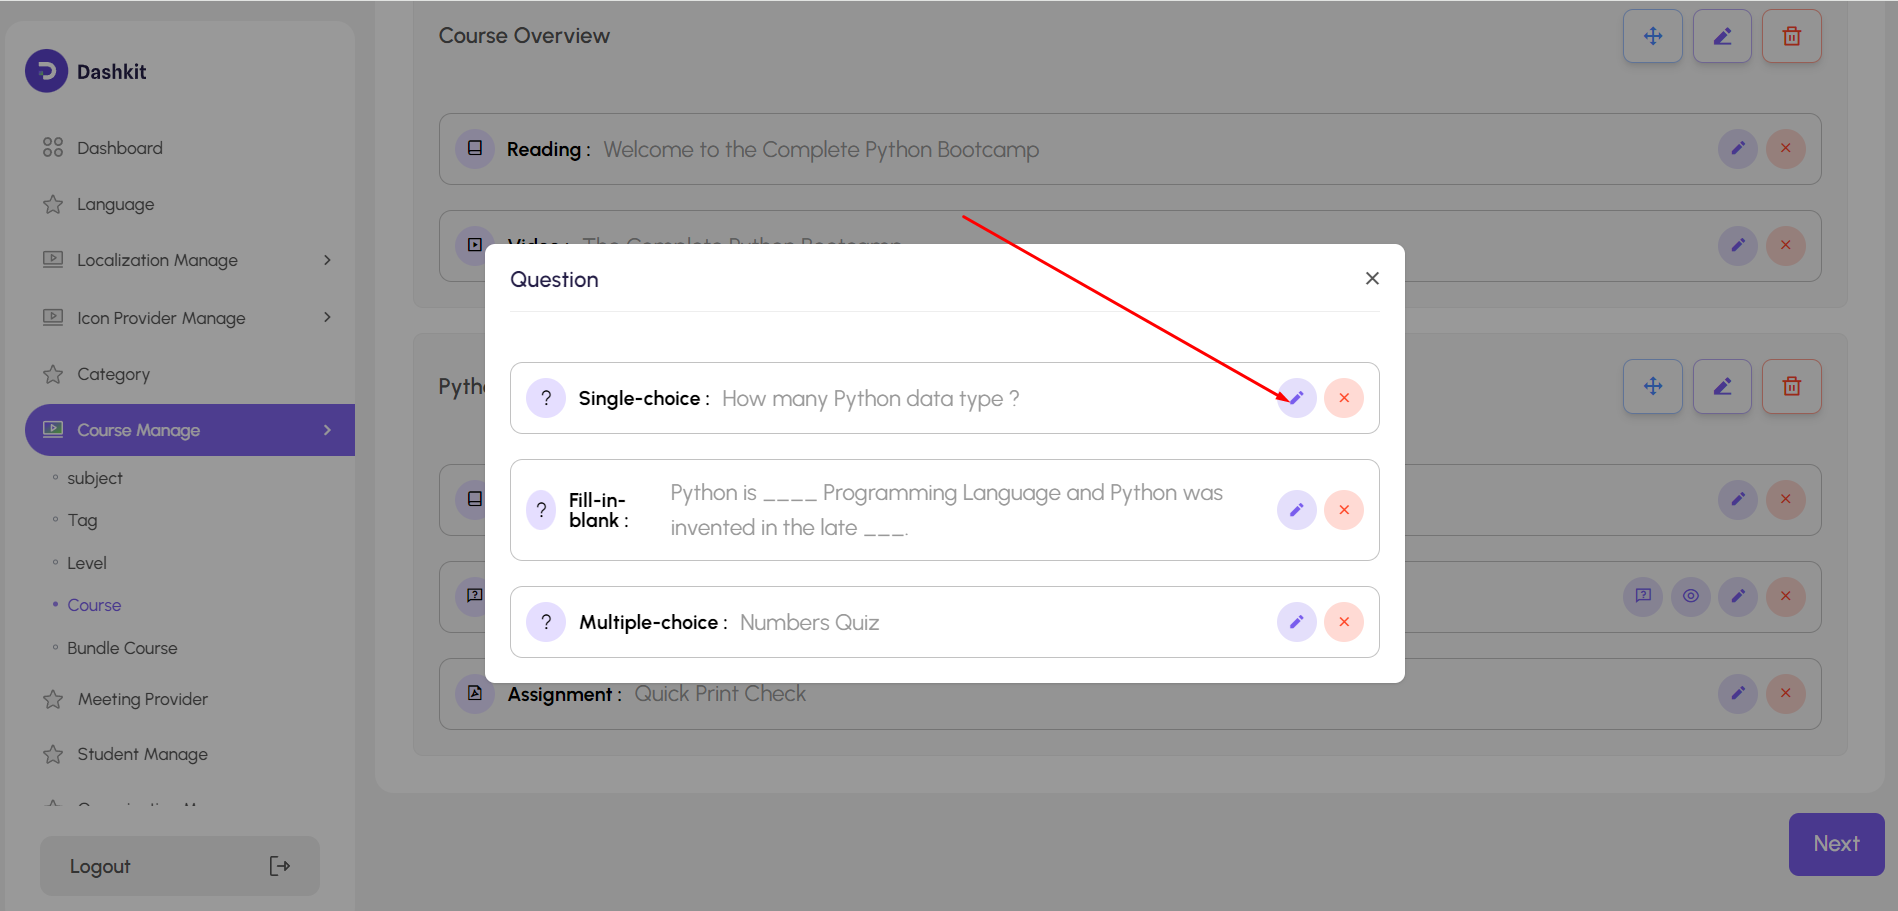 Dashkit
Dashboard
Language
Localization Manage
Icon Provider Manage
Category
Course Manage
subject
Tag
Level
Course
Bundle Course
Meeting Provider
Student Manage
Logout
Course Overview
Reading : Welcome to the Complete Python Bootcamp
Video : The Complete Python Bootcamp
Question
Single-choice : How many Python data type ?
Fill-in-
blank :
Python is ____ Programming Language and Python was
invented in the late ___.
Multiple-choice : Numbers Quiz
Assignment : Quick Print Check
Next